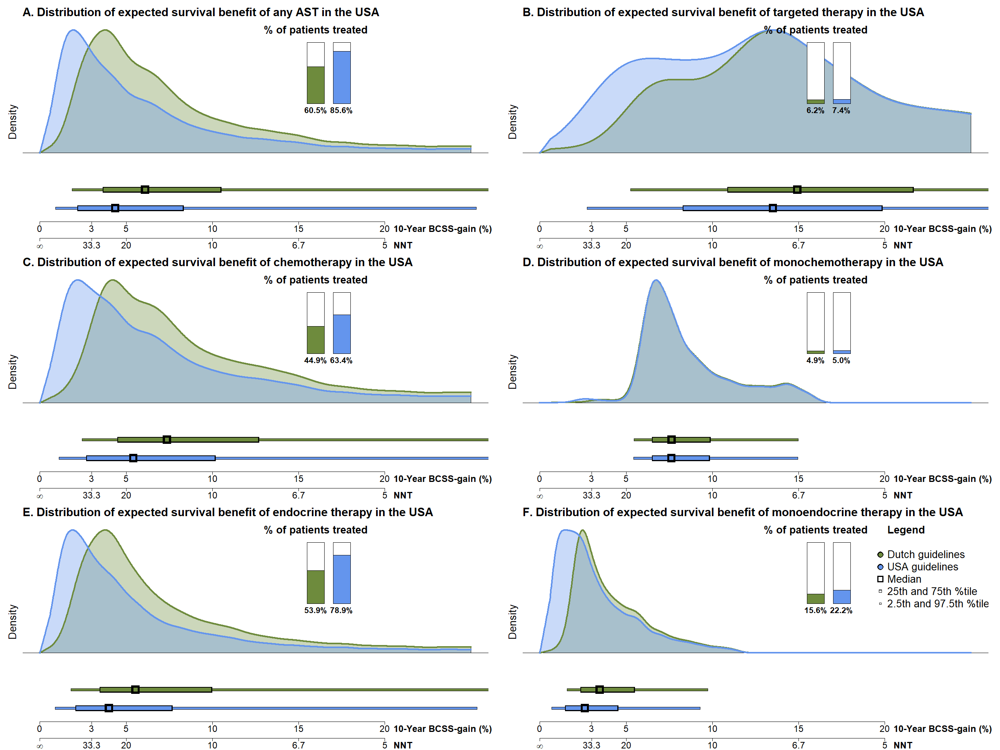 A. Distribution of expected survival benefit of any AST in the USA
% of patients treated
60.5% 85.6%
Density
0 3 5 10 15 20 10-Year BCSS-gain (%)
∞ 33.3 20 10 6.7 5 NNT
B. Distribution of expected survival benefit of targeted therapy in the USA
% of patients treated
6.2% 7.4%
Density
0 3 5 10 15 20 10-Year BCSS-gain (%)
∞ 33.3 20 10 6.7 5 NNT
C. Distribution of expected survival benefit of chemotherapy in the USA
% of patients treated
44.9% 63.4%
Density
0 3 5 10 15 20 10-Year BCSS-gain (%)
∞ 33.3 20 10 6.7 5 NNT
D. Distribution of expected survival benefit of monochemotherapy in the USA
% of patients treated
4.9% 5.0%
Density
0 3 5 10 15 20 10-Year BCSS-gain (%)
∞ 33.3 20 10 6.7 5 NNT
E. Distribution of expected survival benefit of endocrine therapy in the USA
% of patients treated
53.9% 78.9%
Density
0 3 5 10 15 20 10-Year BCSS-gain (%)
∞ 33.3 20 10 6.7 5 NNT
F. Distribution of expected survival benefit of monoendocrine therapy in the USA
% of patients treated
15.6% 22.2%
Legend
Dutch guidelines
USA guidelines
Median
25th and 75th %tile
2.5th and 97.5th %tile
Density
0 3 5 10 15 20 10-Year BCSS-gain (%)
∞ 33.3 20 10 6.7 5 NNT